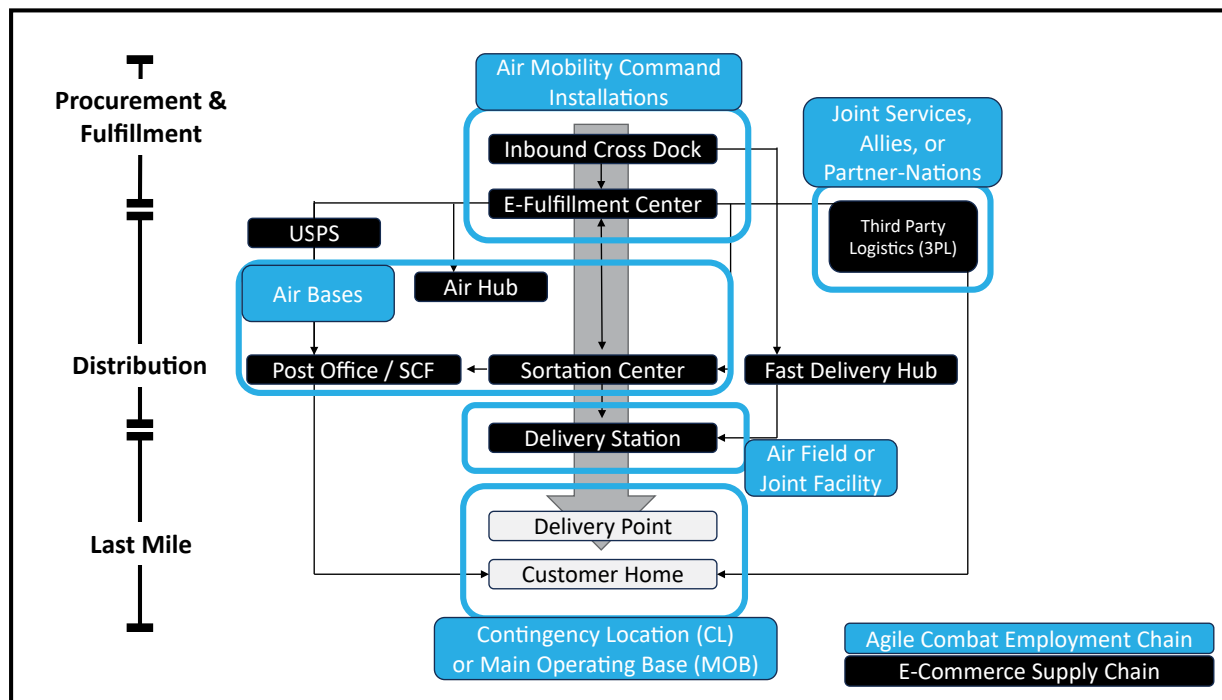 Air Mobility Command
Installations
Procurement &
Fulfillment
Joint Services,
Allies, or
Partner-Nations
Inbound Cross Dock
E-Fulfillment Center
USPS
Third Party
Logistics (3PL)
Air Bases
Air Hub
Distribution
Post Office / SCF
Sortation Center
Fast Delivery Hub
Delivery Station
Air Field or
Joint Facility
Last Mile
Delivery Point
Customer Home
Contingency Location (CL)
or Main Operating Base (MOB)
Agile Combat Employment Chain
E-Commerce Supply Chain